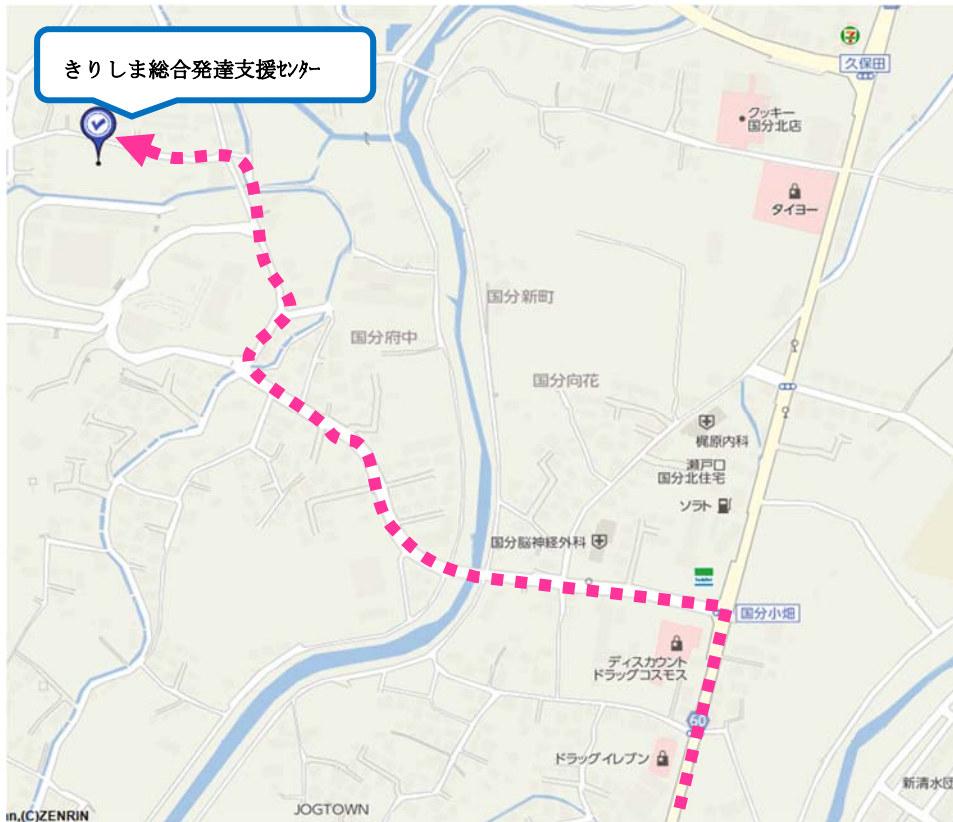 きりしま総合発達支援ｾﾝﾀｰ
久保田
クッキー
国分北店
タイヨー
国分新町
国分府中
国分向花
梶原内科
瀬戸口
国分北住宅
ソラト
国分脳神経外科
FamilyMart
国分小畑
ディスカウント
ドラッグコスモス
60
ドラッグイレブン
新清水団
JOGTOWN
in,(C)ZENRIN